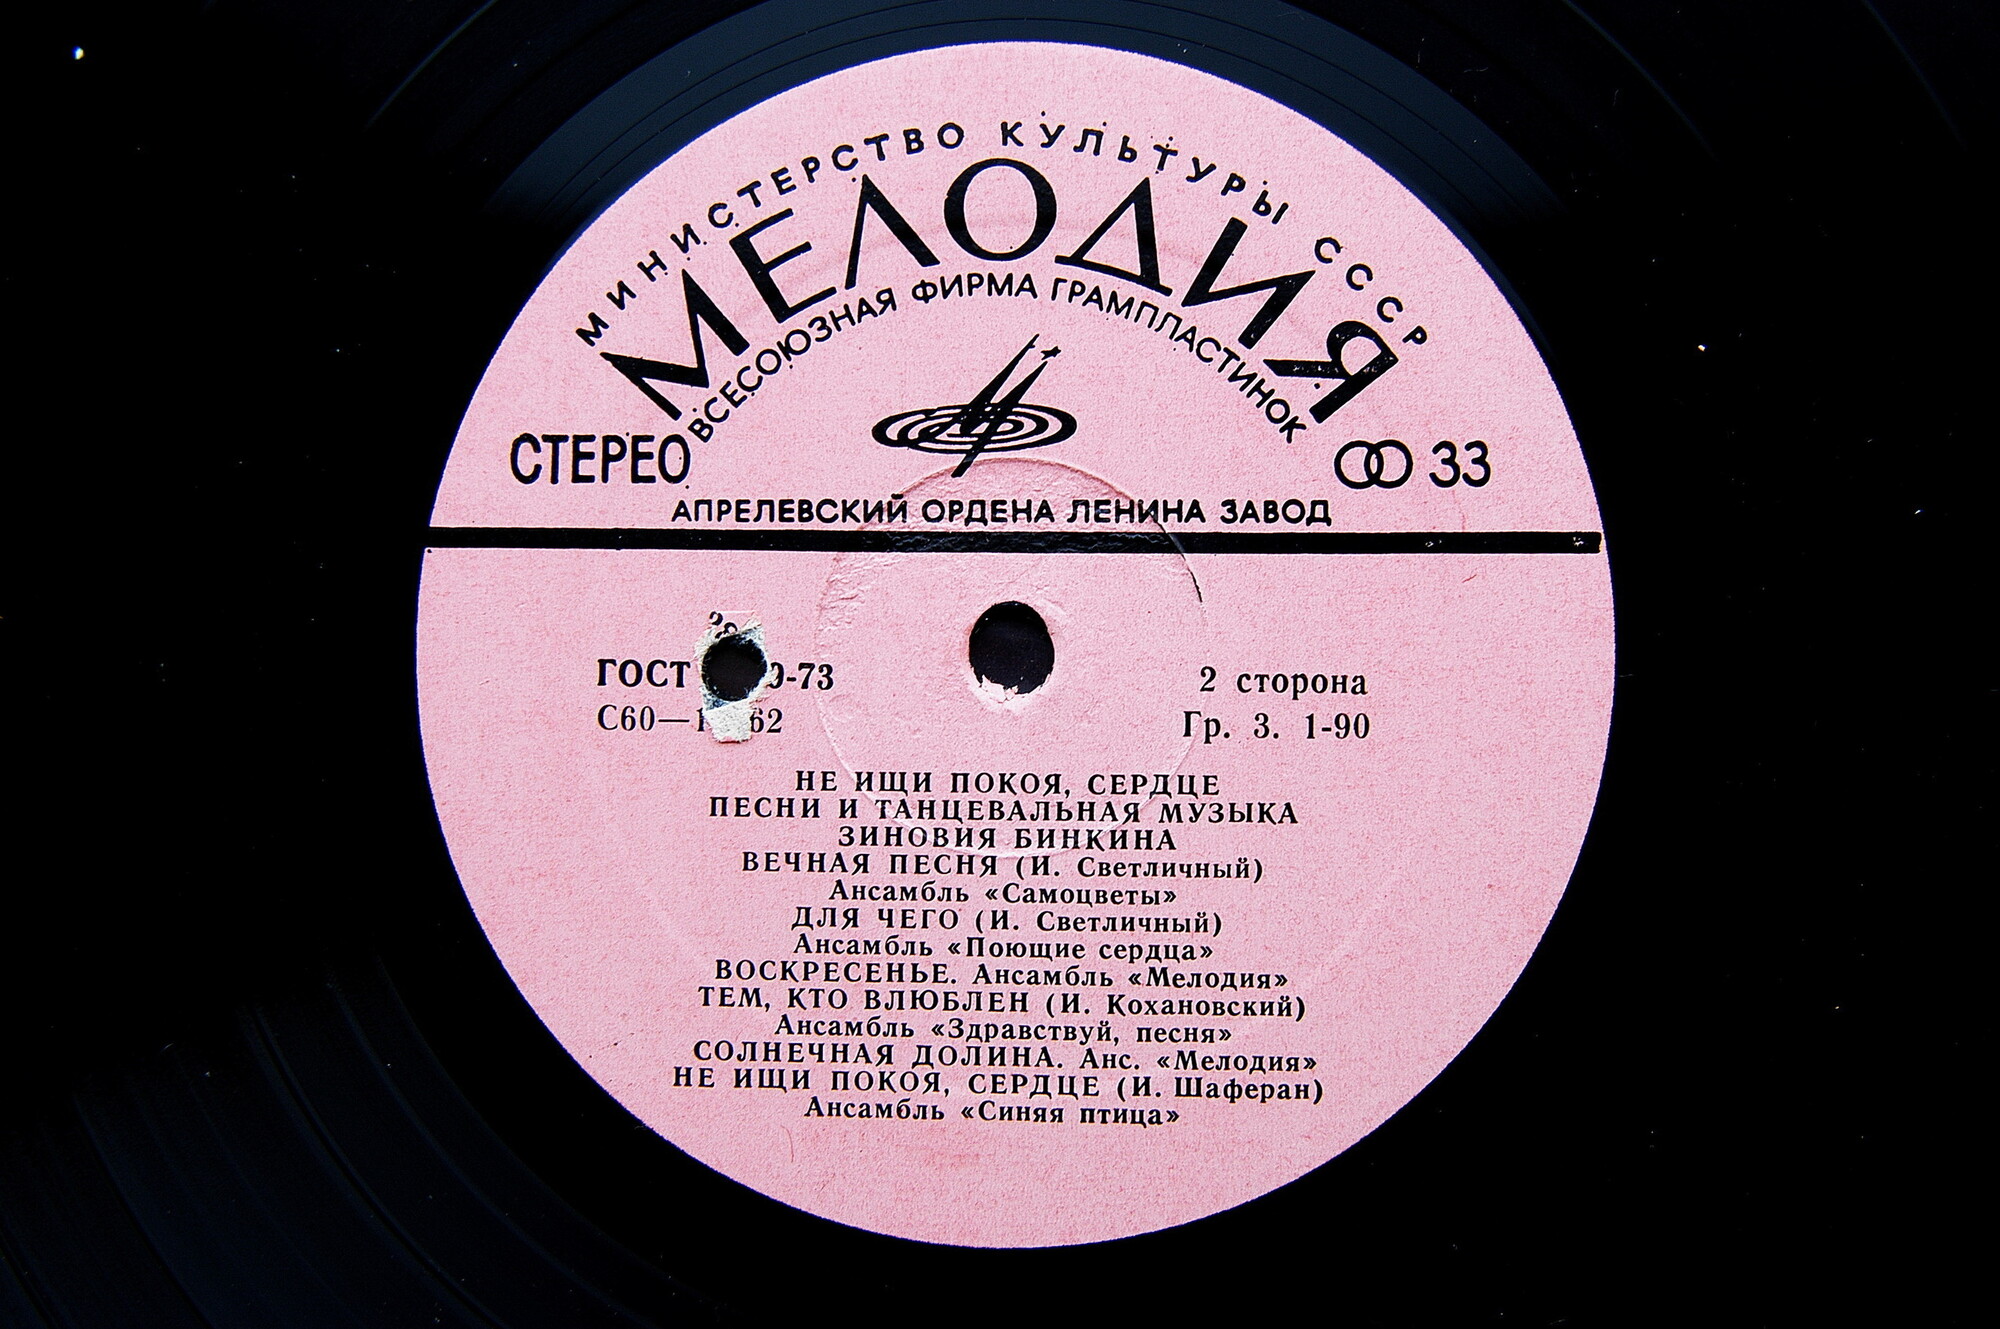 МИНИСТЕРСТВО КУЛЬТУРЫ СССР
МЕЛОДИЯ
ВСЕСОЮЗНАЯ ФИРМА ГРАМПЛАСТИНОК
СТЕРЕО
33
АПРЕЛЕВСКИЙ ОРДЕНА ЛЕНИНА ЗАВОД
ГОСТ
2 сторона
Гр. 3. 1-90
НЕ ИЩИ ПОКОЯ, СЕРДЦЕ
ПЕСНИ И ТАНЦЕВАЛЬНАЯ МУЗЫКА
ЗИНОВИЯ БИНКИНА
ВЕЧНАЯ ПЕСНЯ (И. Светличный)
Ансамбль «Самоцветы»
ДЛЯ ЧЕГО (И. Светличный)
Ансамбль «Поющие сердца»
ВОСКРЕСЕНЬЕ. Ансамбль «Мелодия»
ТЕМ, КТО ВЛЮБЛЕН (И. Кохановский)
Ансамбль «Здравствуй, песня»
СОЛНЕЧНАЯ ДОЛИНА. Анс. «Мелодия»
НЕ ИЩИ ПОКОЯ, СЕРДЦЕ (И. Шаферан)
Ансамбль «Синяя птица»